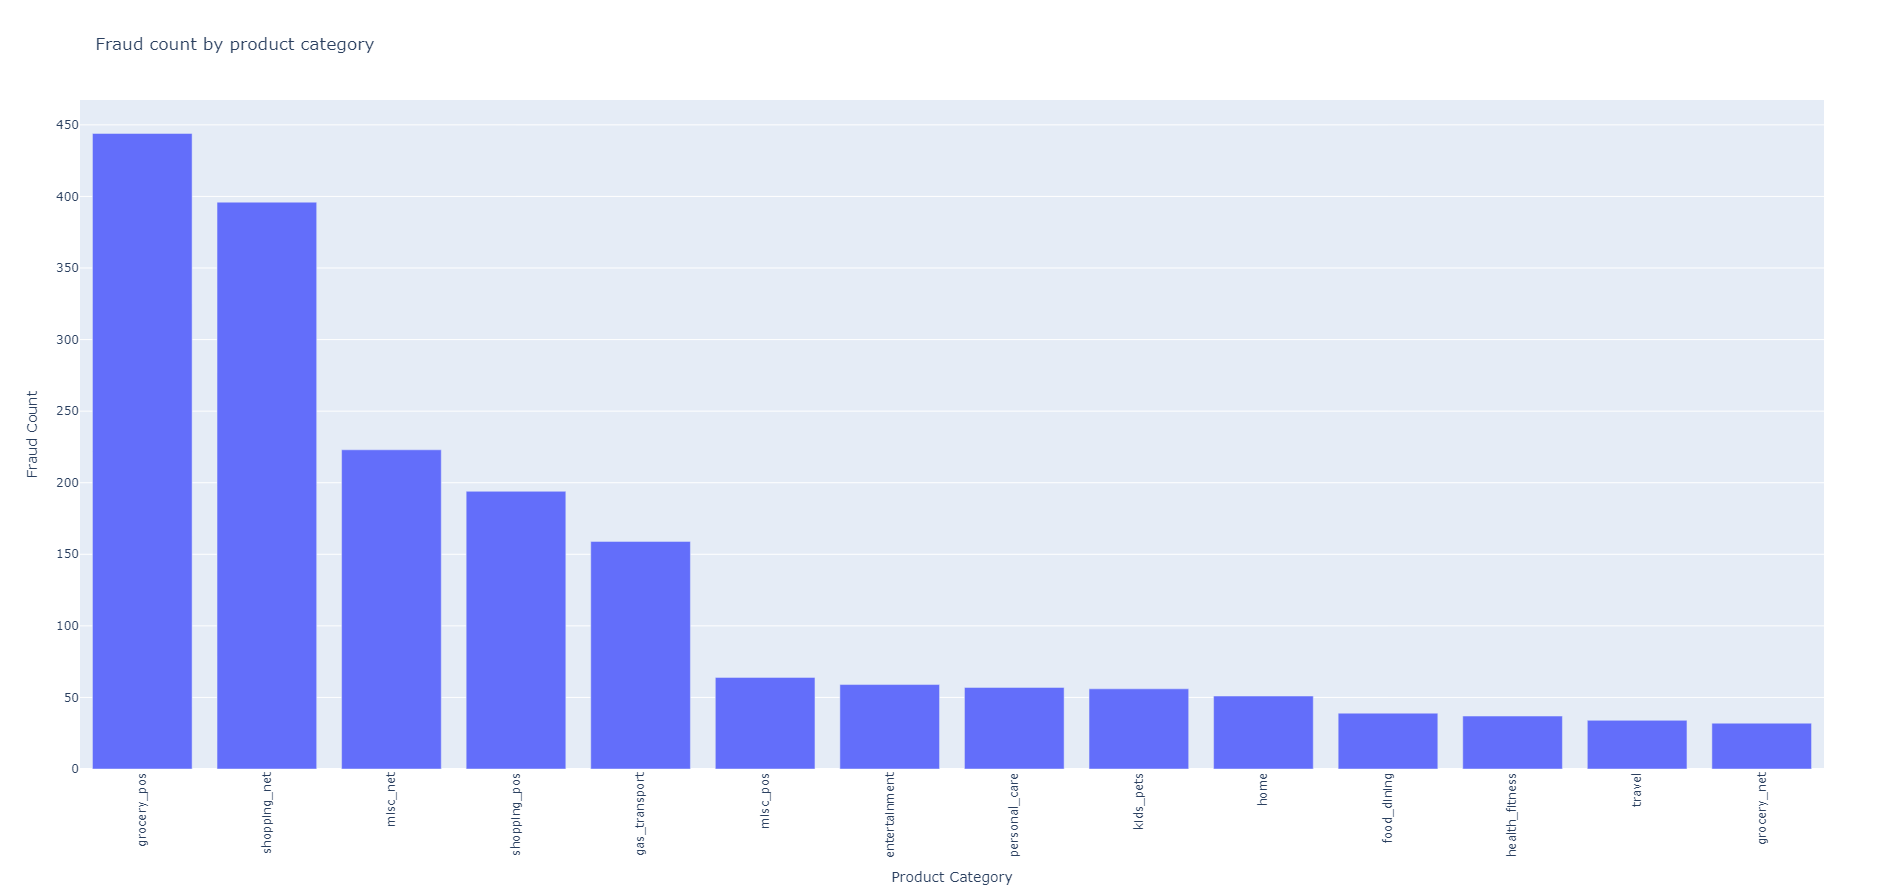 Fraud count by product category
450
400
350
300
250
200
150
100
50
0
Fraud Count
grocery_pos
shopping_net
misc_net
shopping_pos
gas_transport
misc_pos
entertainment
personal_care
kids_pets
home
food_dining
health_fitness
travel
grocery_net
Product Category